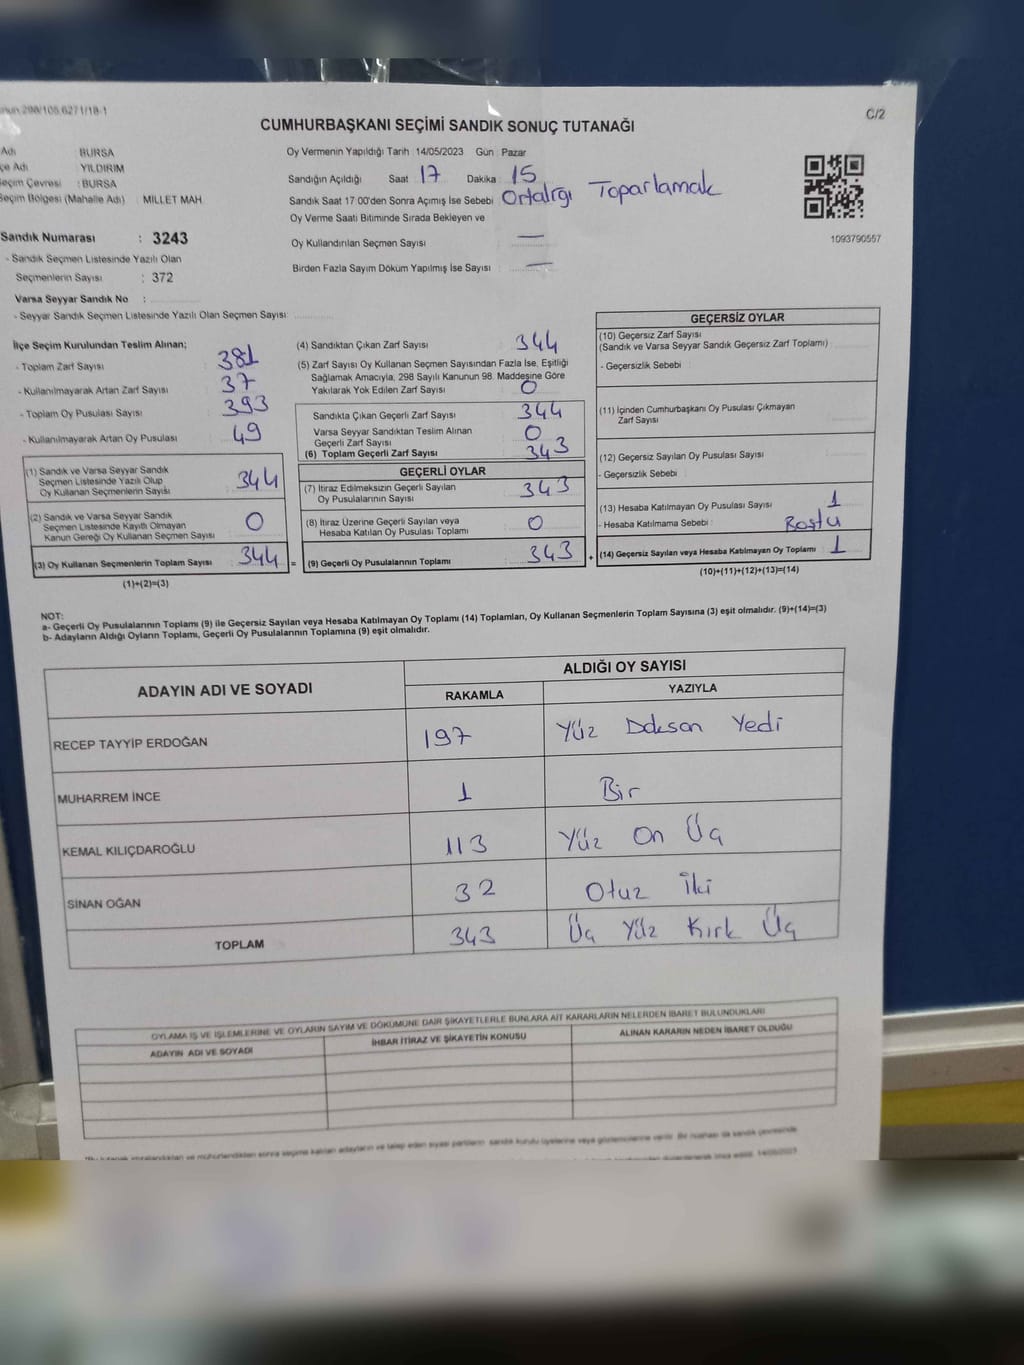 298/105.6271/18-1
C/2
CUMHURBAŞKANI SEÇİMİ SANDIK SONUÇ TUTANAĞI
Adı : BURSA
Adı : YILDIRIM
Seçim Çevresi : BURSA
Seçim Bölgesi (Mahalle Adı) : MILLET MAH
Sandık Numarası : 3243
- Sandık Seçmen Listesinde Yazılı Olan
Seçmenlerin Sayısı : 372
Varsa Seyyar Sandık No :
- Seyyar Sandık Seçmen Listesinde Yazılı Olan Seçmen Sayısı:
Oy Vermenin Yapıldığı Tarih : 14/05/2023 Gün : Pazar
Sandığın Açıldığı Saat 17 Dakika : 15
Sandık Saat 17:00'den Sonra Açımış İse Sebebi : Ortalığı Toparlamak
Oy Verme Saati Bitiminde Sırada Bekleyen ve
Oy Kullandırılan Seçmen Sayısı : —
Birden Fazla Sayım Döküm Yapılmış İse Sayısı : —
1093790557
İlçe Seçim Kurulundan Teslim Alınan;
- Toplam Zarf Sayısı : 381
- Kullanılmayarak Artan Zarf Sayısı : 37
- Toplam Oy Pusulası Sayısı : 393
- Kullanılmayarak Artan Oy Pusulası : 49
(1) Sandık ve Varsa Seyyar Sandık
Seçmen Listesinde Yazılı Olup
Oy Kullanan Seçmenlerin Sayısı : 344
(2) Sandık ve Varsa Seyyar Sandık
Seçmen Listesinde Kayıtlı Olmayan
Kanun Gereği Oy Kullanan Seçmen Sayısı : 0
(3) Oy Kullanan Seçmenlerin Toplam Sayısı : 344
(1)+(2)=(3)
(4) Sandıktan Çıkan Zarf Sayısı : 344
(5) Zarf Sayısı Oy Kullanan Seçmen Sayısından Fazla İse, Eşitliği
Sağlamak Amacıyla, 298 Sayılı Kanunun 98. Maddesine Göre
Yakılarak Yok Edilen Zarf Sayısı : 0
Sandıkta Çıkan Geçerli Zarf Sayısı : 344
Varsa Seyyar Sandıktan Teslim Alınan
Geçerli Zarf Sayısı : 0
(6) Toplam Geçerli Zarf Sayısı : 343
GEÇERLİ OYLAR
(7) İtiraz Edilmeksizin Geçerli Sayılan
Oy Pusulalarının Sayısı : 343
(8) İtiraz Üzerine Geçerli Sayılan veya
Hesaba Katılan Oy Pusulası Toplamı : 0
= (9) Geçerli Oy Pusulalarının Toplamı : 343 +
GEÇERSİZ OYLAR
(10) Geçersiz Zarf Sayısı
(Sandık ve Varsa Seyyar Sandık Geçersiz Zarf Toplamı) :
- Geçersizlik Sebebi :
(11) İçinden Cumhurbaşkanı Oy Pusulası Çıkmayan
Zarf Sayısı :
(12) Geçersiz Sayılan Oy Pusulası Sayısı :
- Geçersizlik Sebebi :
(13) Hesaba Katılmayan Oy Pusulası Sayısı : 1
- Hesaba Katılmama Sebebi : Boştu
(14) Geçersiz Sayılan veya Hesaba Katılmayan Oy Toplamı : 1
(10)+(11)+(12)+(13)=(14)
NOT:
a- Geçerli Oy Pusulalarının Toplamı (9) ile Geçersiz Sayılan veya Hesaba Katılmayan Oy Toplamı (14) Toplamları, Oy Kullanan Seçmenlerin Toplam Sayısına (3) eşit olmalıdır. (9)+(14)=(3)
b- Adayların Aldığı Oyların Toplamı, Geçerli Oy Pusulalarının Toplamına (9) eşit olmalıdır.
ADAYIN ADI VE SOYADI
ALDIĞI OY SAYISI
RAKAMLA YAZIYLA
RECEP TAYYİP ERDOĞAN 197 Yüz Doksan Yedi
MUHARREM İNCE 1 Bir
KEMAL KILIÇDAROĞLU 113 Yüz On Üç
SİNAN OĞAN 32 Otuz İki
TOPLAM 343 Üç Yüz Kırk Üç
OYLAMA İŞ VE İŞLEMLERİNE VE OYLARIN SAYIM VE DÖKÜMÜNE DAİR ŞİKAYETLERLE BUNLARA AİT KARARLARIN NELERDEN İBARET BULUNDUKLARI
ADAYIN ADI VE SOYADI İHBAR İTİRAZ VE ŞİKAYETİN KONUSU ALINAN KARARIN NEDEN İBARET OLDUĞU